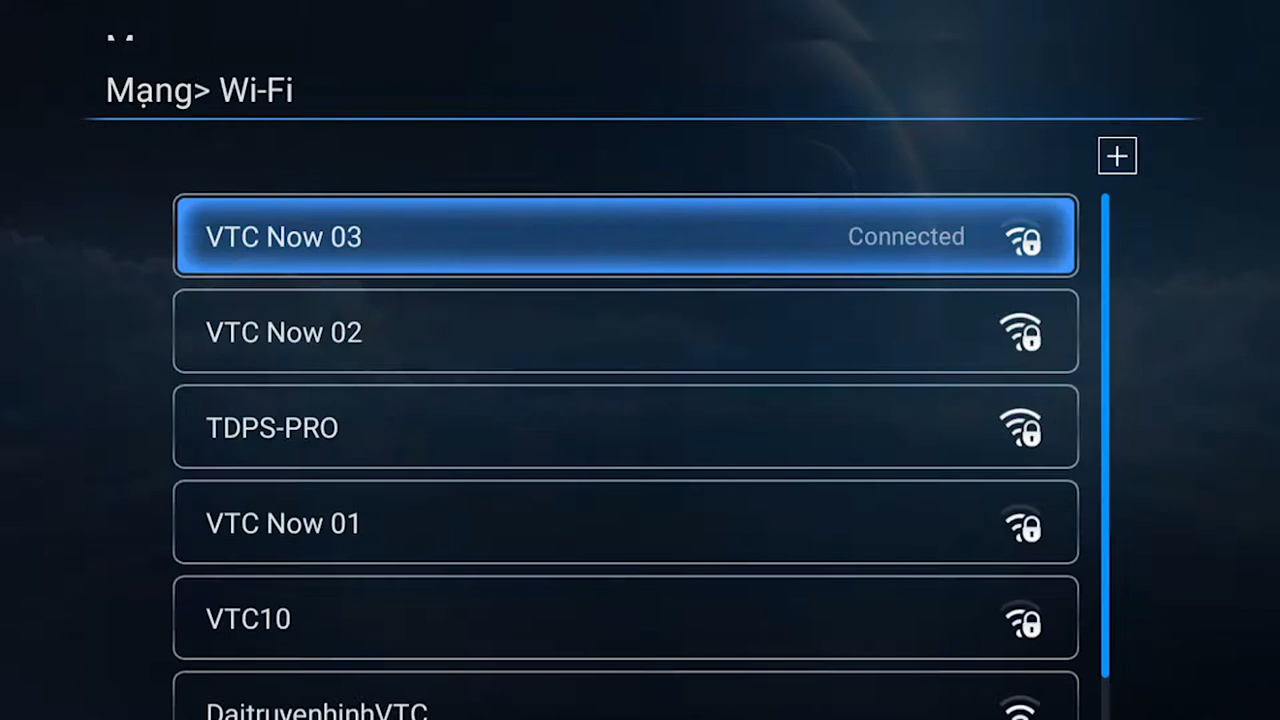 Mạng> Wi-Fi
VTC Now 03 Connected
VTC Now 02
TDPS-PRO
VTC Now 01
VTC10
DaitruyenhinhVTC